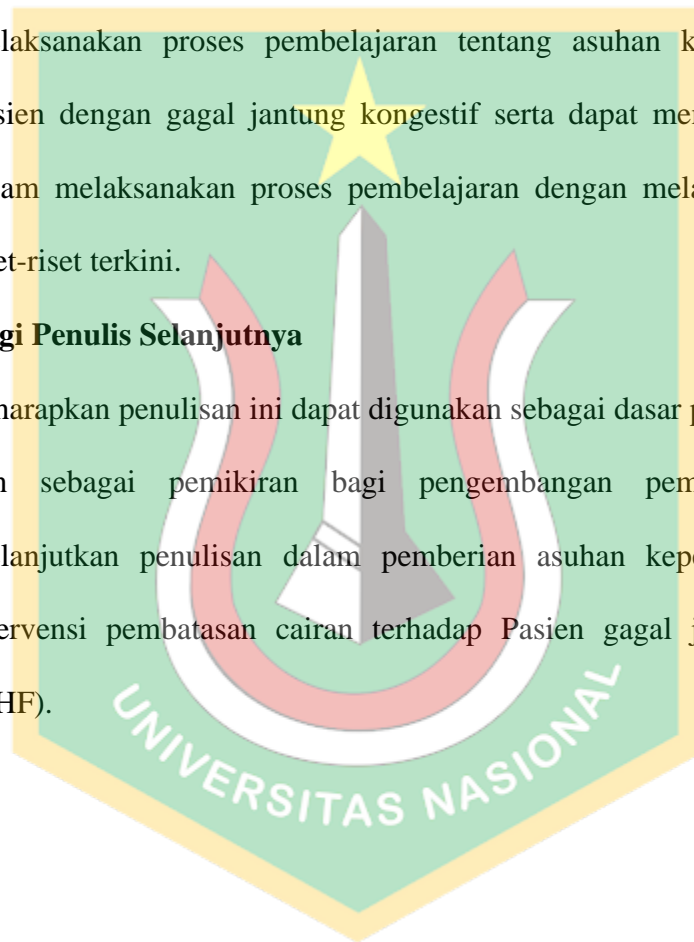 laksanakan proses pembelajaran tentang asuhan k
sien dengan gagal jantung kongestif serta dapat me
am melaksanakan proses pembelajaran dengan mela
et-riset terkini.
gi Penulis Selanjutnya
harapkan penulisan ini dapat digunakan sebagai dasar p
n sebagai pemikiran bagi pengembangan pem
elanjutkan penulisan dalam pemberian asuhan kep
ervensi pembatasan cairan terhadap Pasien gagal j
HF).
UNIVERSITAS NASIONAL